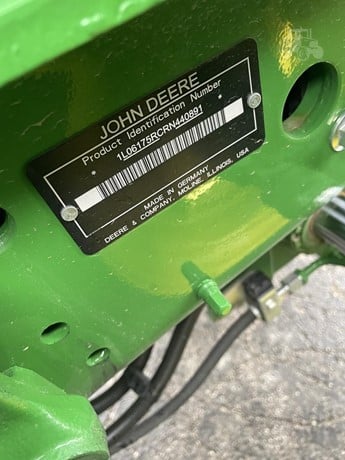 JOHN DEERE
Product Identification Number
1L06175RCRN440891
MADE IN GERMANY
DEERE & COMPANY, MOLINE, ILLINOIS, USA